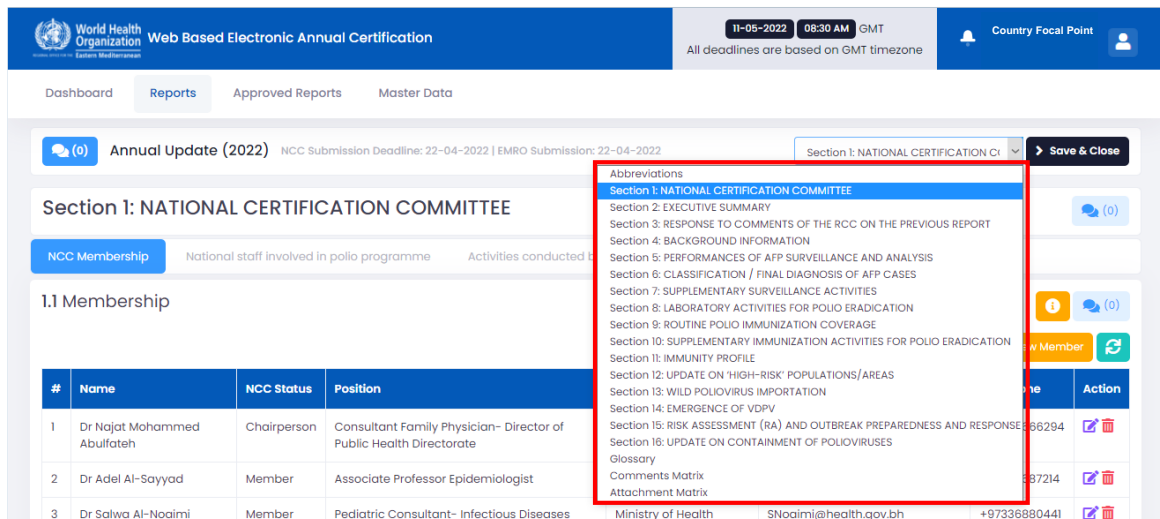 World Health
Organization
REGIONAL OFFICE FOR THE Eastern Mediterranean
Web Based Electronic Annual Certification
11-05-2022 08:30 AM GMT
All deadlines are based on GMT timezone
Country Focal Point
Dashboard Reports Approved Reports Master Data
(0) Annual Update (2022) NCC Submission Deadline: 22-04-2022 | EMRO Submission: 22-04-2022
Section 1: NATIONAL CERTIFICATION
Save & Close
Abbreviations
Section 1: NATIONAL CERTIFICATION COMMITTEE
Section 2: EXECUTIVE SUMMARY
Section 3: RESPONSE TO COMMENTS OF THE RCC ON THE PREVIOUS REPORT
Section 4: BACKGROUND INFORMATION
Section 5: PERFORMANCES OF AFP SURVEILLANCE AND ANALYSIS
Section 6: CLASSIFICATION / FINAL DIAGNOSIS OF AFP CASES
Section 7: SUPPLEMENTARY SURVEILLANCE ACTIVITIES
Section 8: LABORATORY ACTIVITIES FOR POLIO ERADICATION
Section 9: ROUTINE POLIO IMMUNIZATION COVERAGE
Section 10: SUPPLEMENTARY IMMUNIZATION ACTIVITIES FOR POLIO ERADICATION
Section 11: IMMUNITY PROFILE
Section 12: UPDATE ON ‘HIGH-RISK’ POPULATIONS/AREAS
Section 13: WILD POLIOVIRUS IMPORTATION
Section 14: EMERGENCE OF VDPV
Section 15: RISK ASSESSMENT (RA) AND OUTBREAK PREPAREDNESS AND RESPONSE
Section 16: UPDATE ON CONTAINMENT OF POLIOVIRUSES
Glossary
Comments Matrix
Attachment Matrix
Section 1: NATIONAL CERTIFICATION COMMITTEE
(0)
NCC Membership National staff involved in polio programme Activities conducted
1.1 Membership
(0)
Member
# Name NCC Status Position Action
1 Dr Najat Mohammed Abulfateh Chairperson Consultant Family Physician- Director of Public Health Directorate 66294
2 Dr Adel Al-Sayyad Member Associate Professor Epidemiologist 87214
3 Dr Salwa Al-Noaimi Member Pediatric Consultant- Infectious Diseases Ministry of Health SNoaimi@health.gov.bh +97336880441